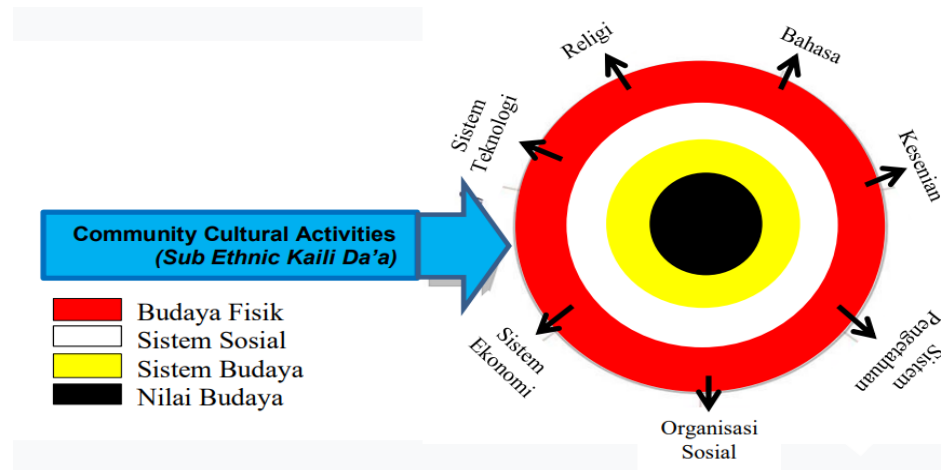 Religi
Bahasa
Sistem
Teknologi
Kesenian
Community Cultural Activities
(Sub Ethnic Kaili Da'a)
Budaya Fisik
Sistem Sosial
Sistem Budaya
Nilai Budaya
Sistem
Ekonomi
Organisasi
Sosial
Sistem
Pengetahuan